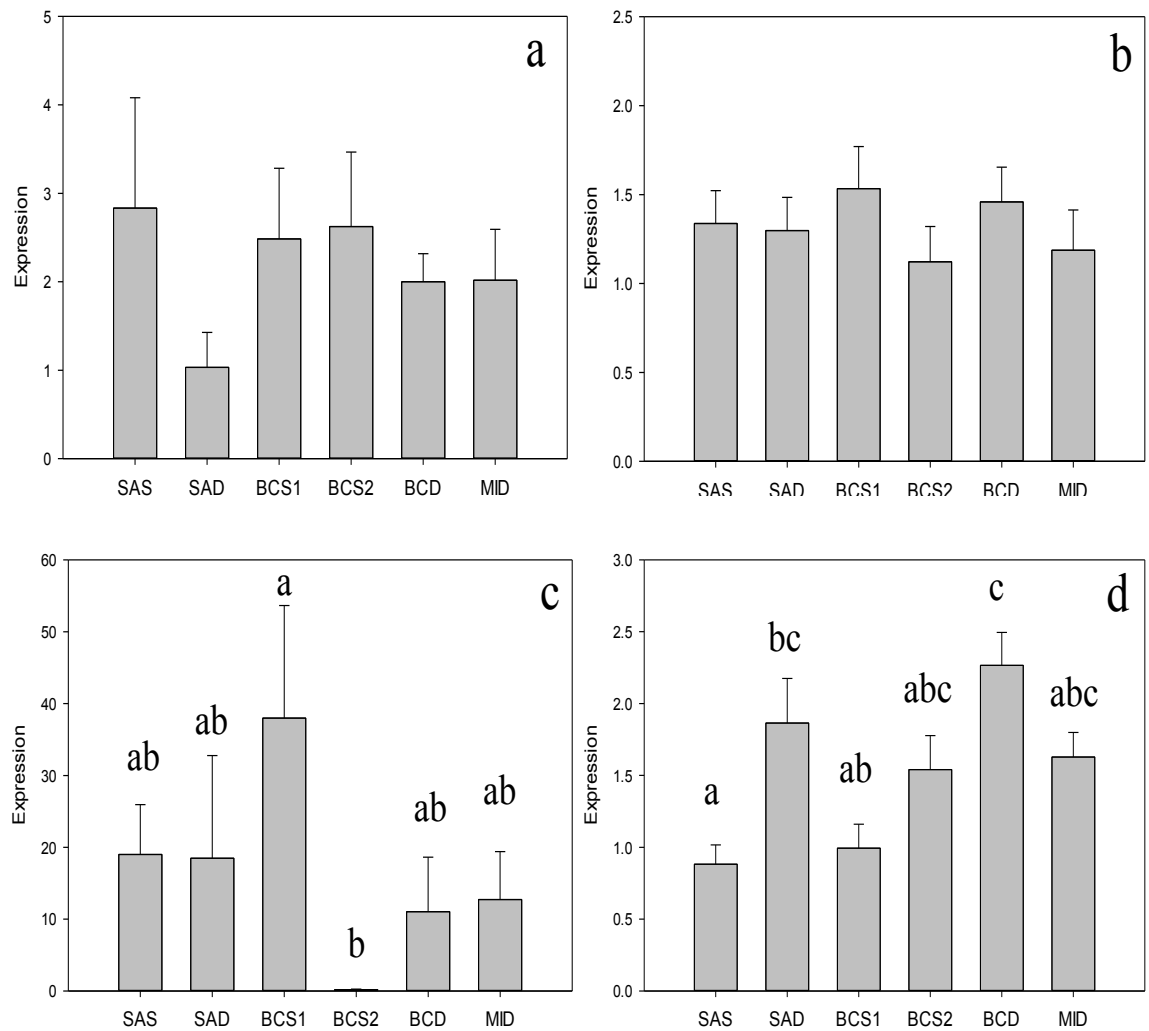 a
5
4
3
2
1
0
Expression
SAS SAD BCS1 BCS2 BCD MID
b
2.5
2.0
1.5
1.0
0.5
0.0
Expression
SAS SAD BCS1 BCS2 BCD MID
c
60
50
40
30
20
10
0
Expression
ab ab a b ab ab
SAS SAD BCS1 BCS2 BCD MID
d
3.0
2.5
2.0
1.5
1.0
0.5
0.0
Expression
a bc ab abc c abc
SAS SAD BCS1 BCS2 BCD MID